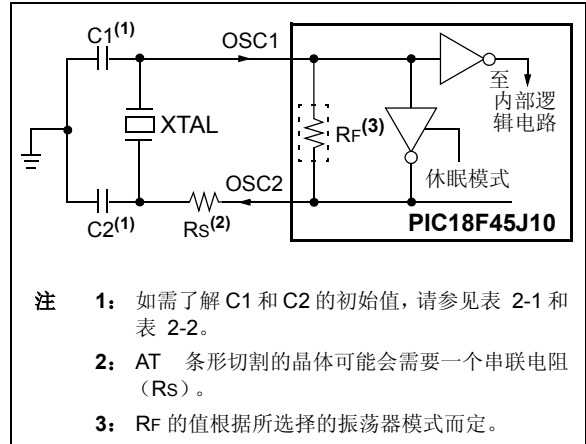 C1(1)
OSC1
XTAL
RF(3)
至
内部逻
辑电路
OSC2
休眠模式
C2(1)
RS(2)
PIC18F45J10
注 1： 如需了解 C1 和 C2 的初始值，请参见表 2-1 和
表 2-2。
2： AT 条形切割的晶体可能会需要一个串联电阻
（RS）。
3： RF 的值根据所选择的振荡器模式而定。